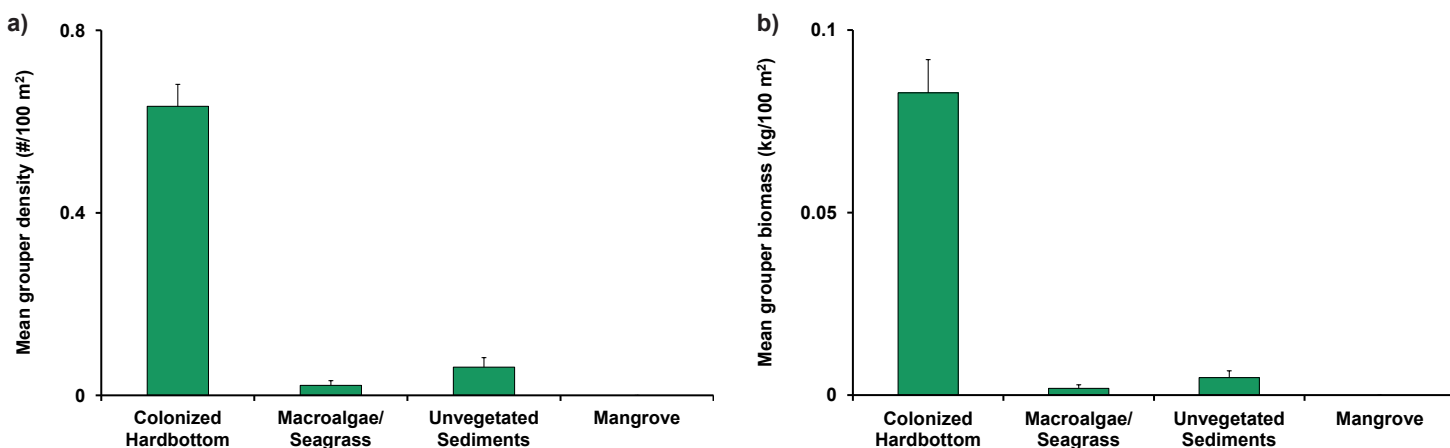 a)
Mean grouper density (#/100 m²)
0.8
0.4
0
Colonized
Hardbottom
Macroalgae/
Seagrass
Unvegetated
Sediments
Mangrove
b)
Mean grouper biomass (kg/100 m²)
0.1
0.05
0
Colonized
Hardbottom
Macroalgae/
Seagrass
Unvegetated
Sediments
Mangrove